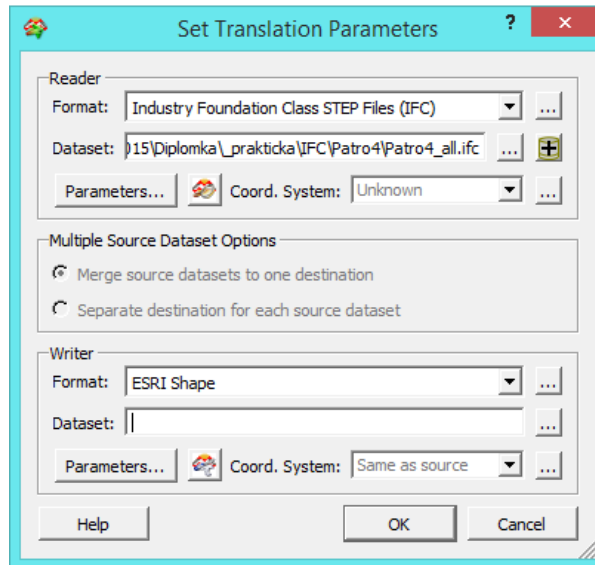 Set Translation Parameters ? ×
Reader
Format: Industry Foundation Class STEP Files (IFC) ...
Dataset: )15\Diplomka\_prakticka\IFC\Patro4\Patro4_all.ifc ...
Parameters... Coord. System: Unknown ...
Multiple Source Dataset Options
Merge source datasets to one destination
Separate destination for each source dataset
Writer
Format: ESRI Shape ...
Dataset: ...
Parameters... Coord. System: Same as source ...
Help OK Cancel